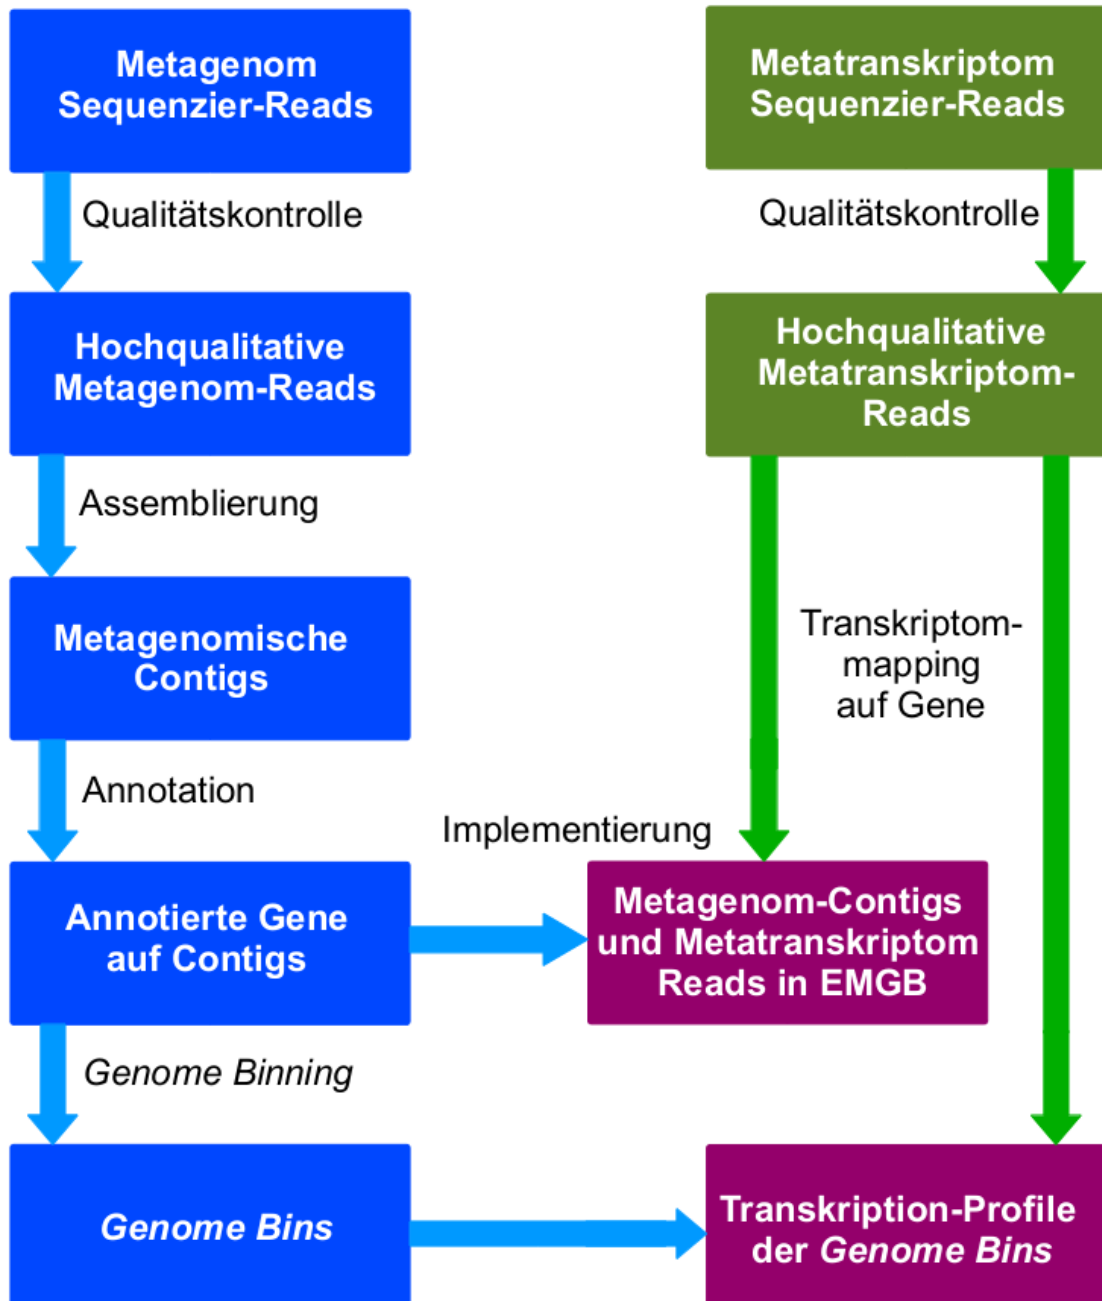 Metagenom
Sequenzier-Reads
Metatranskriptom
Sequenzier-Reads
Qualitätskontrolle
Qualitätskontrolle
Hochqualitative
Metagenom-Reads
Hochqualitative
Metatranskriptom-
Reads
Assemblierung
Metagenomische
Contigs
Transkriptom-
mapping
auf Gene
Annotation
Implementierung
Annotierte Gene
auf Contigs
Metagenom-Contigs
und Metatranskriptom
Reads in EMGB
Genome Binning
Genome Bins
Transkription-Profile
der Genome Bins